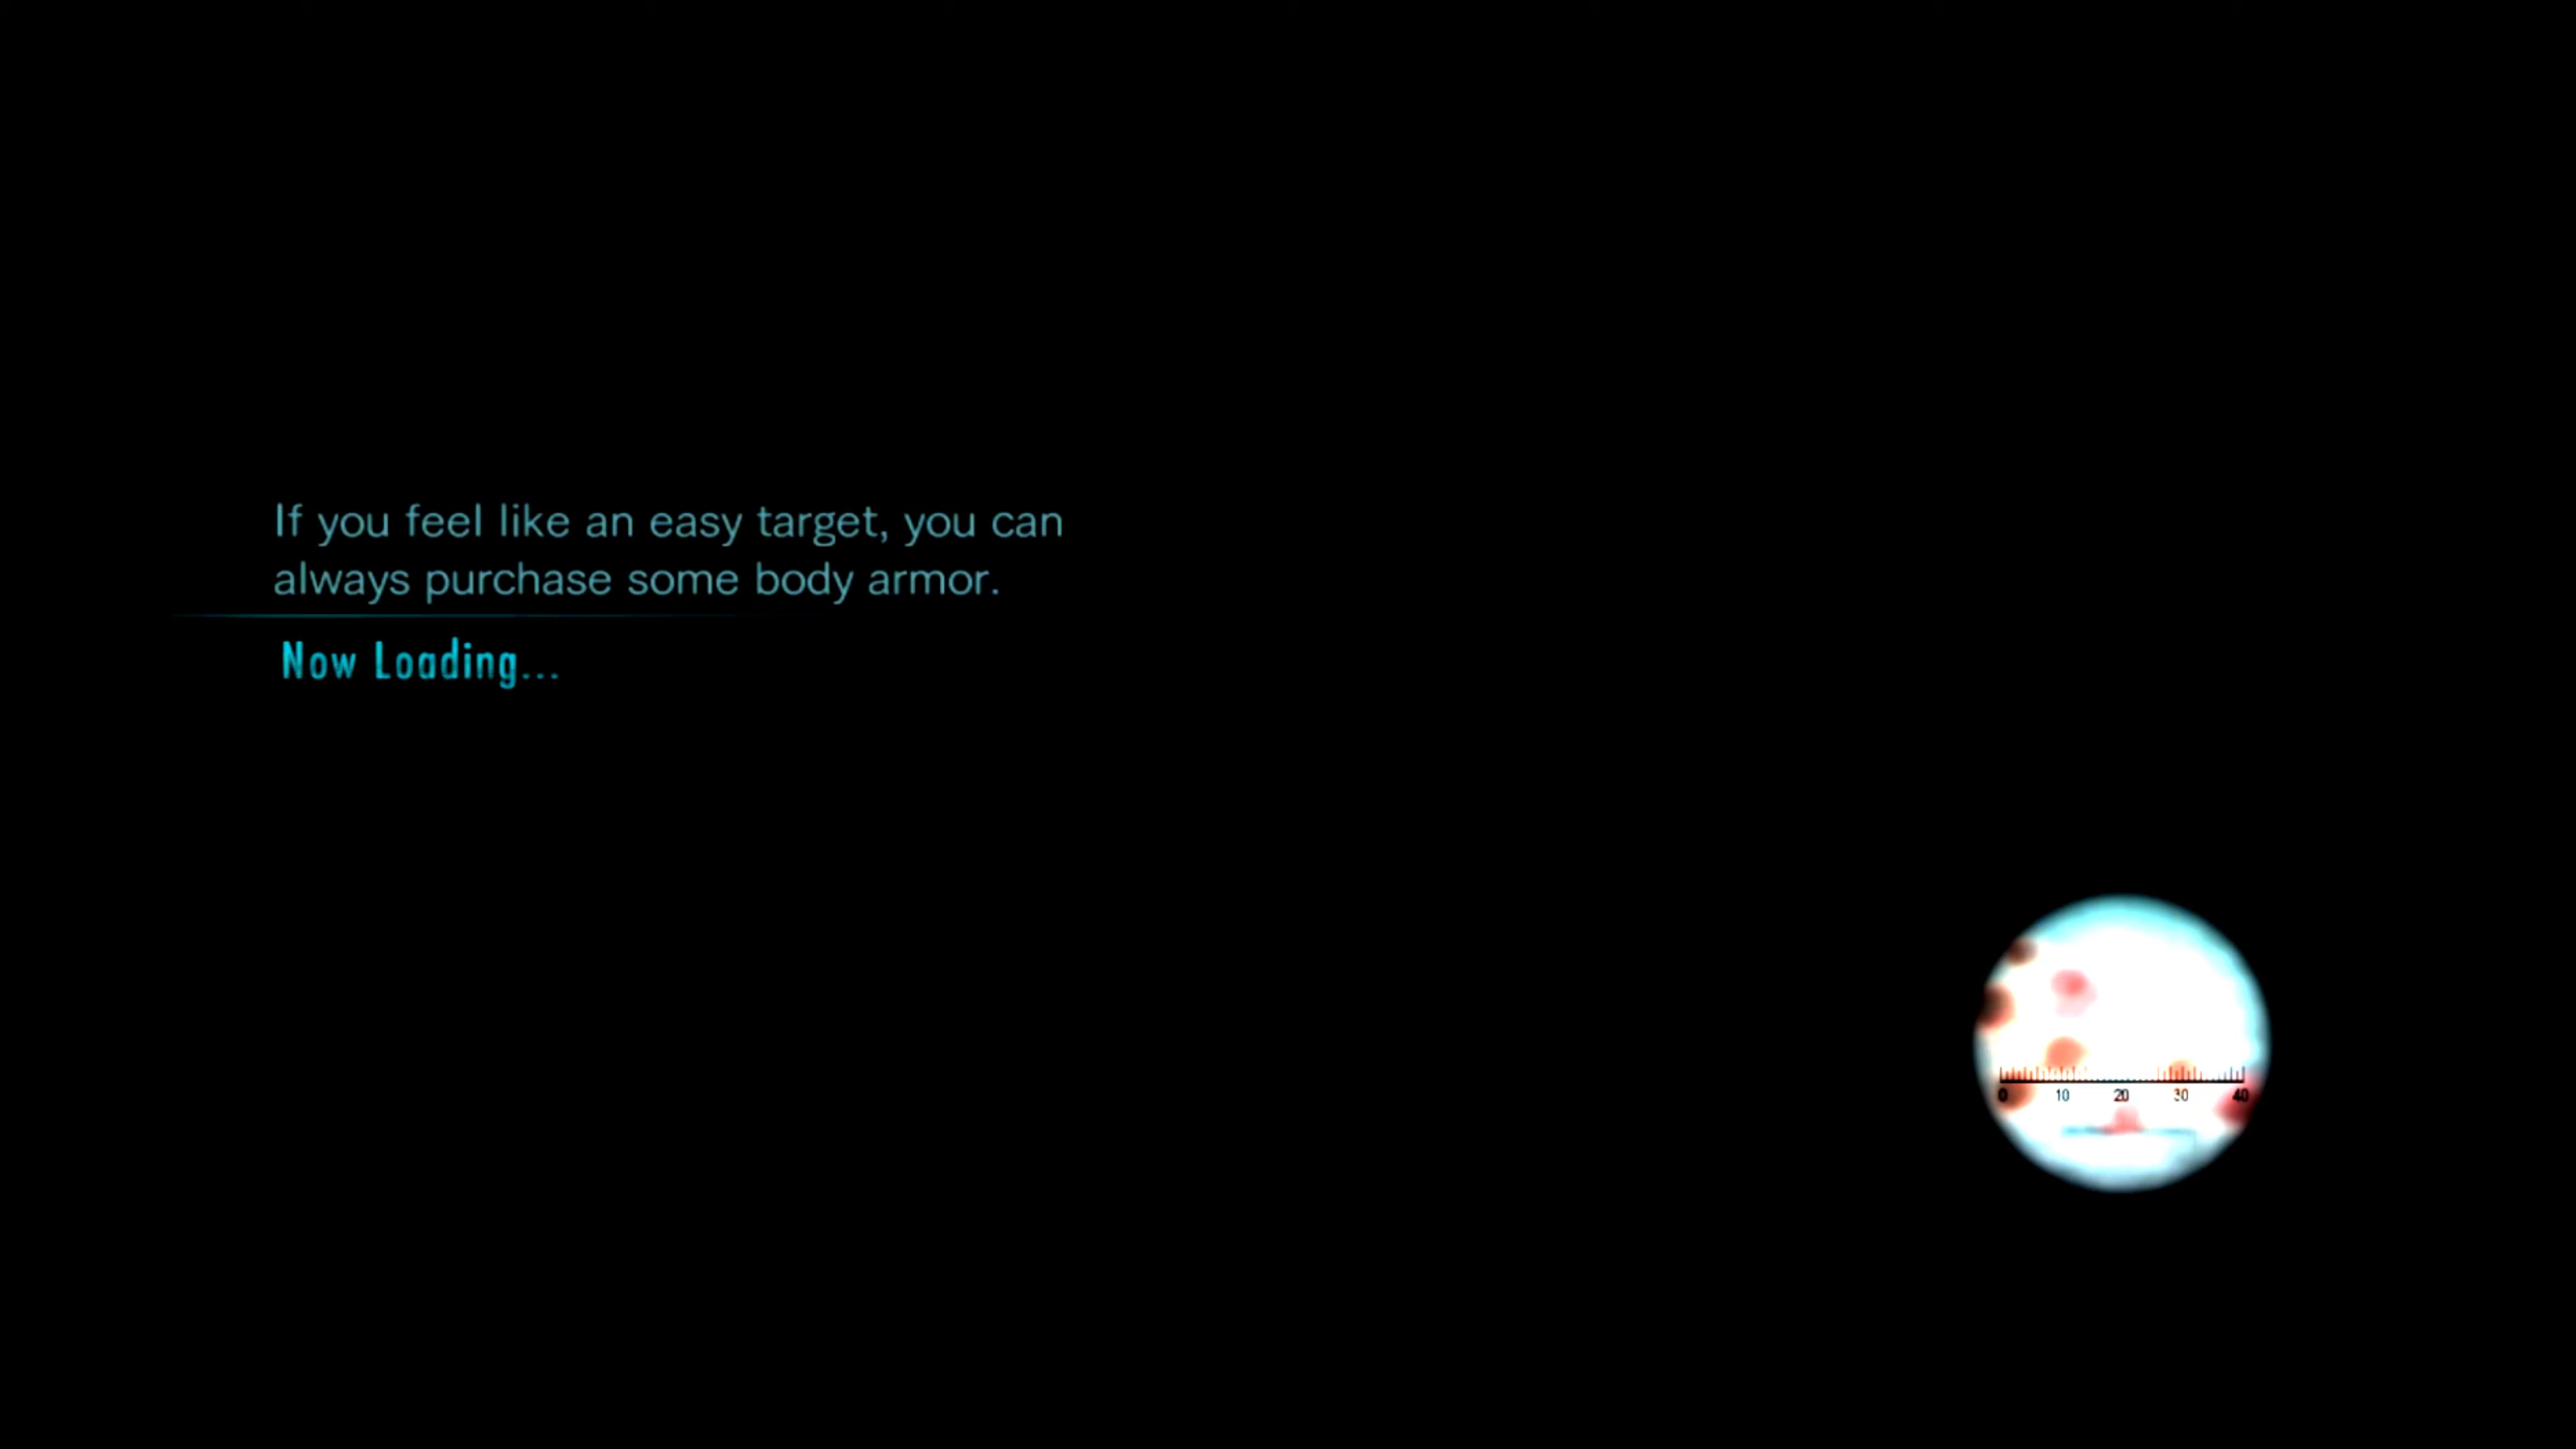 If you feel like an easy target, you can
always purchase some body armor.
Now Loading...
0 10 20 30 40